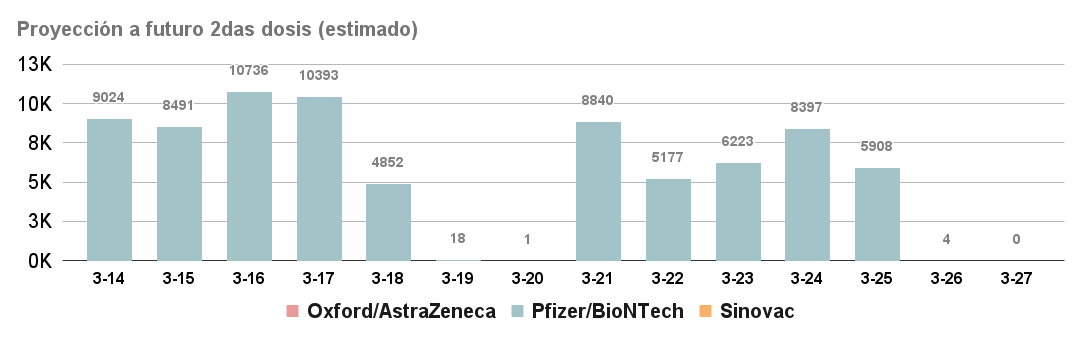 Proyección a futuro 2das dosis (estimado)
13K
10K
8K
5K
3K
0K
9024
8491
10736
10393
4852
18
1
8840
5177
6223
8397
5908
4
0
3-14 3-15 3-16 3-17 3-18 3-19 3-20 3-21 3-22 3-23 3-24 3-25 3-26 3-27
Oxford/AstraZeneca Pfizer/BioNTech Sinovac